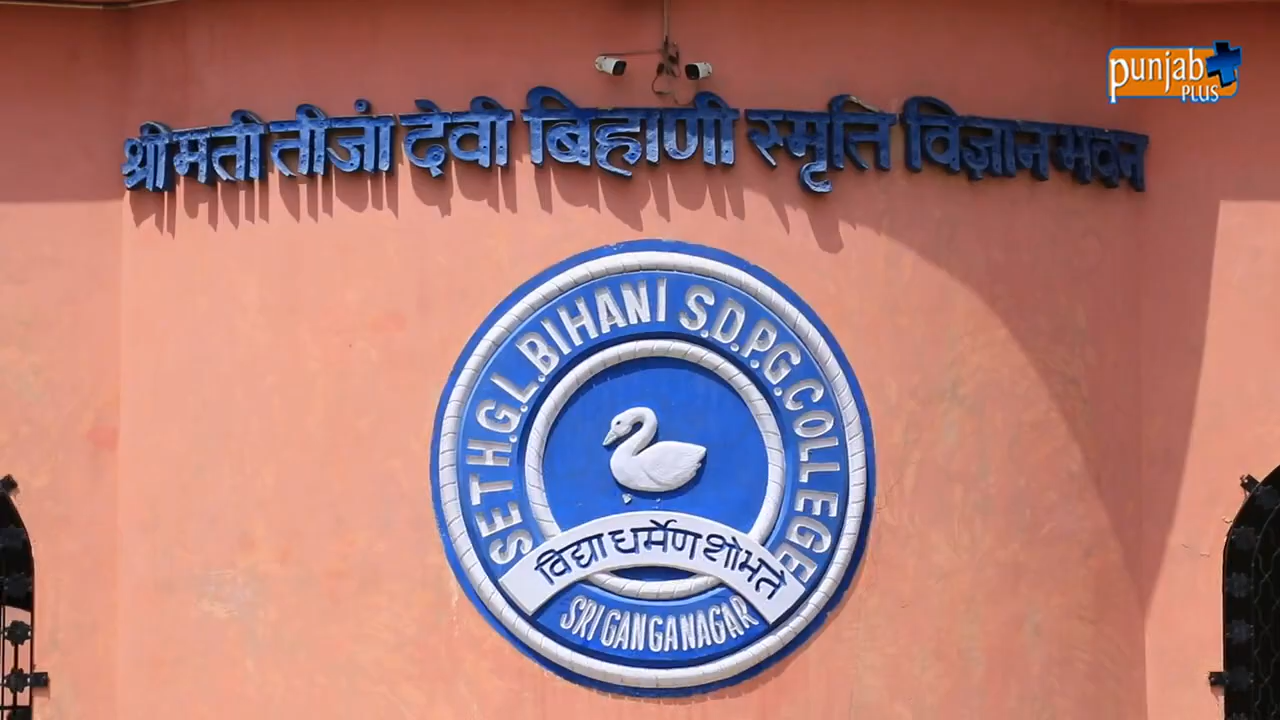 punjab
PLUS
श्रीमती तीजां देवी बिहाणी स्मृति विज्ञान भवन
SETH.G.L.BIHANI S.D.P.G.COLLEGE
विद्या धर्मेण शोभते
SRI GANGANAGAR